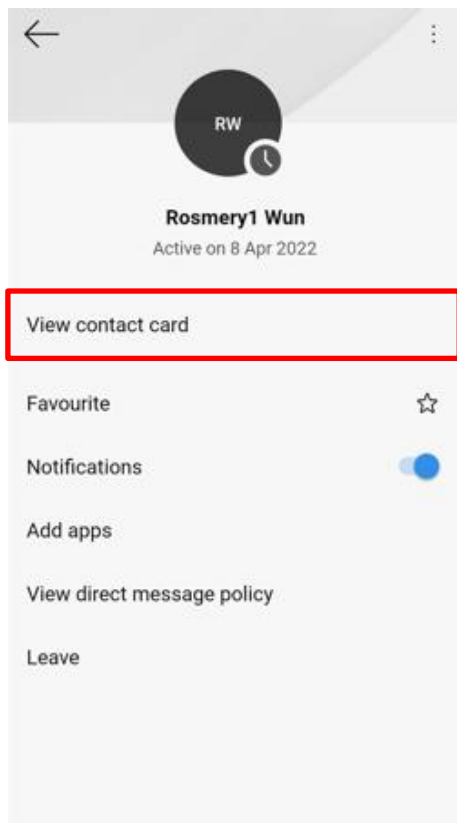 RW
Rosmery1 Wun
Active on 8 Apr 2022
View contact card
Favourite
Notifications
Add apps
View direct message policy
Leave